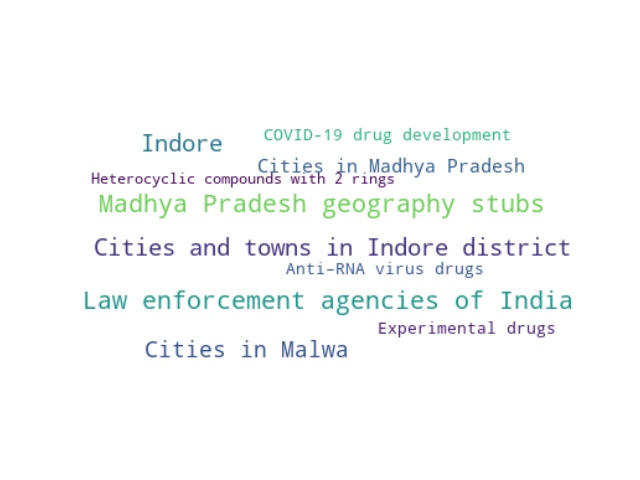 COVID-19 drug development
Indore
Cities in Madhya Pradesh
Heterocyclic compounds with 2 rings
Madhya Pradesh geography stubs
Cities and towns in Indore district
Anti–RNA virus drugs
Law enforcement agencies of India
Experimental drugs
Cities in Malwa